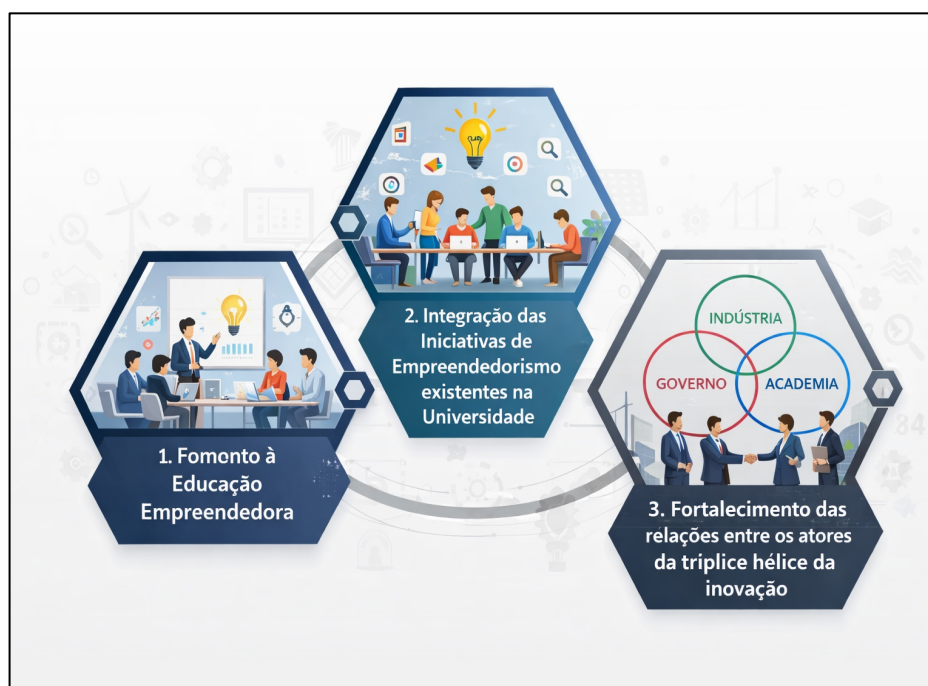 1. Fomonto à
Educação
Empreendedora
2. Integração das
Iniciativas de
Empreendedorismo
existentes na
Universidade
INDÚSTRIA
GOVERNO
ACADEMIA
3. Fortalecimento das
relações entre os atores
da tríplice hélice da
inovação
84